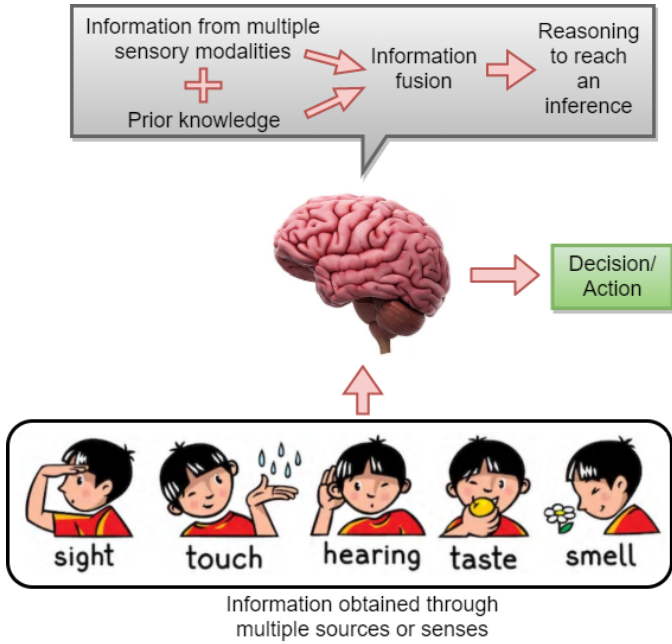 Information from multiple
sensory modalities
Prior knowledge
Information
fusion
Reasoning
to reach
an
inference
Decision/
Action
sight
touch
hearing
taste
smell
Information obtained through
multiple sources or senses